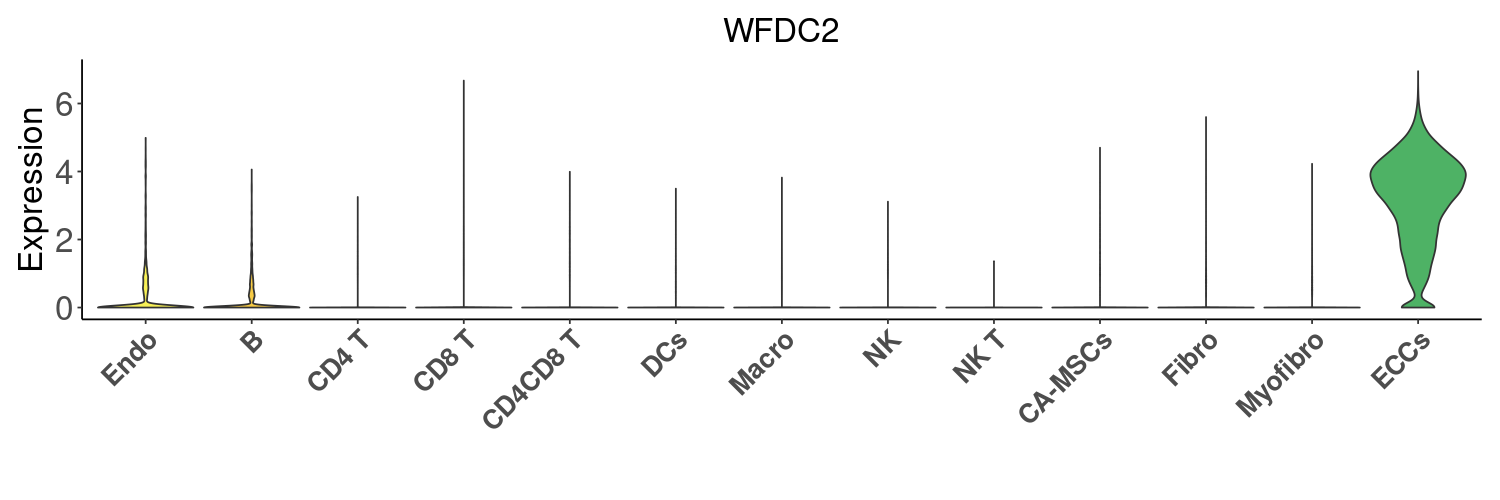 WFDC2
Expression
6
4
2
0
Endo
B
CD4 T
CD8 T
CD4CD8 T
DCs
Macro
NK
NK T
CA-MSCs
Fibro
Myofibro
ECCs